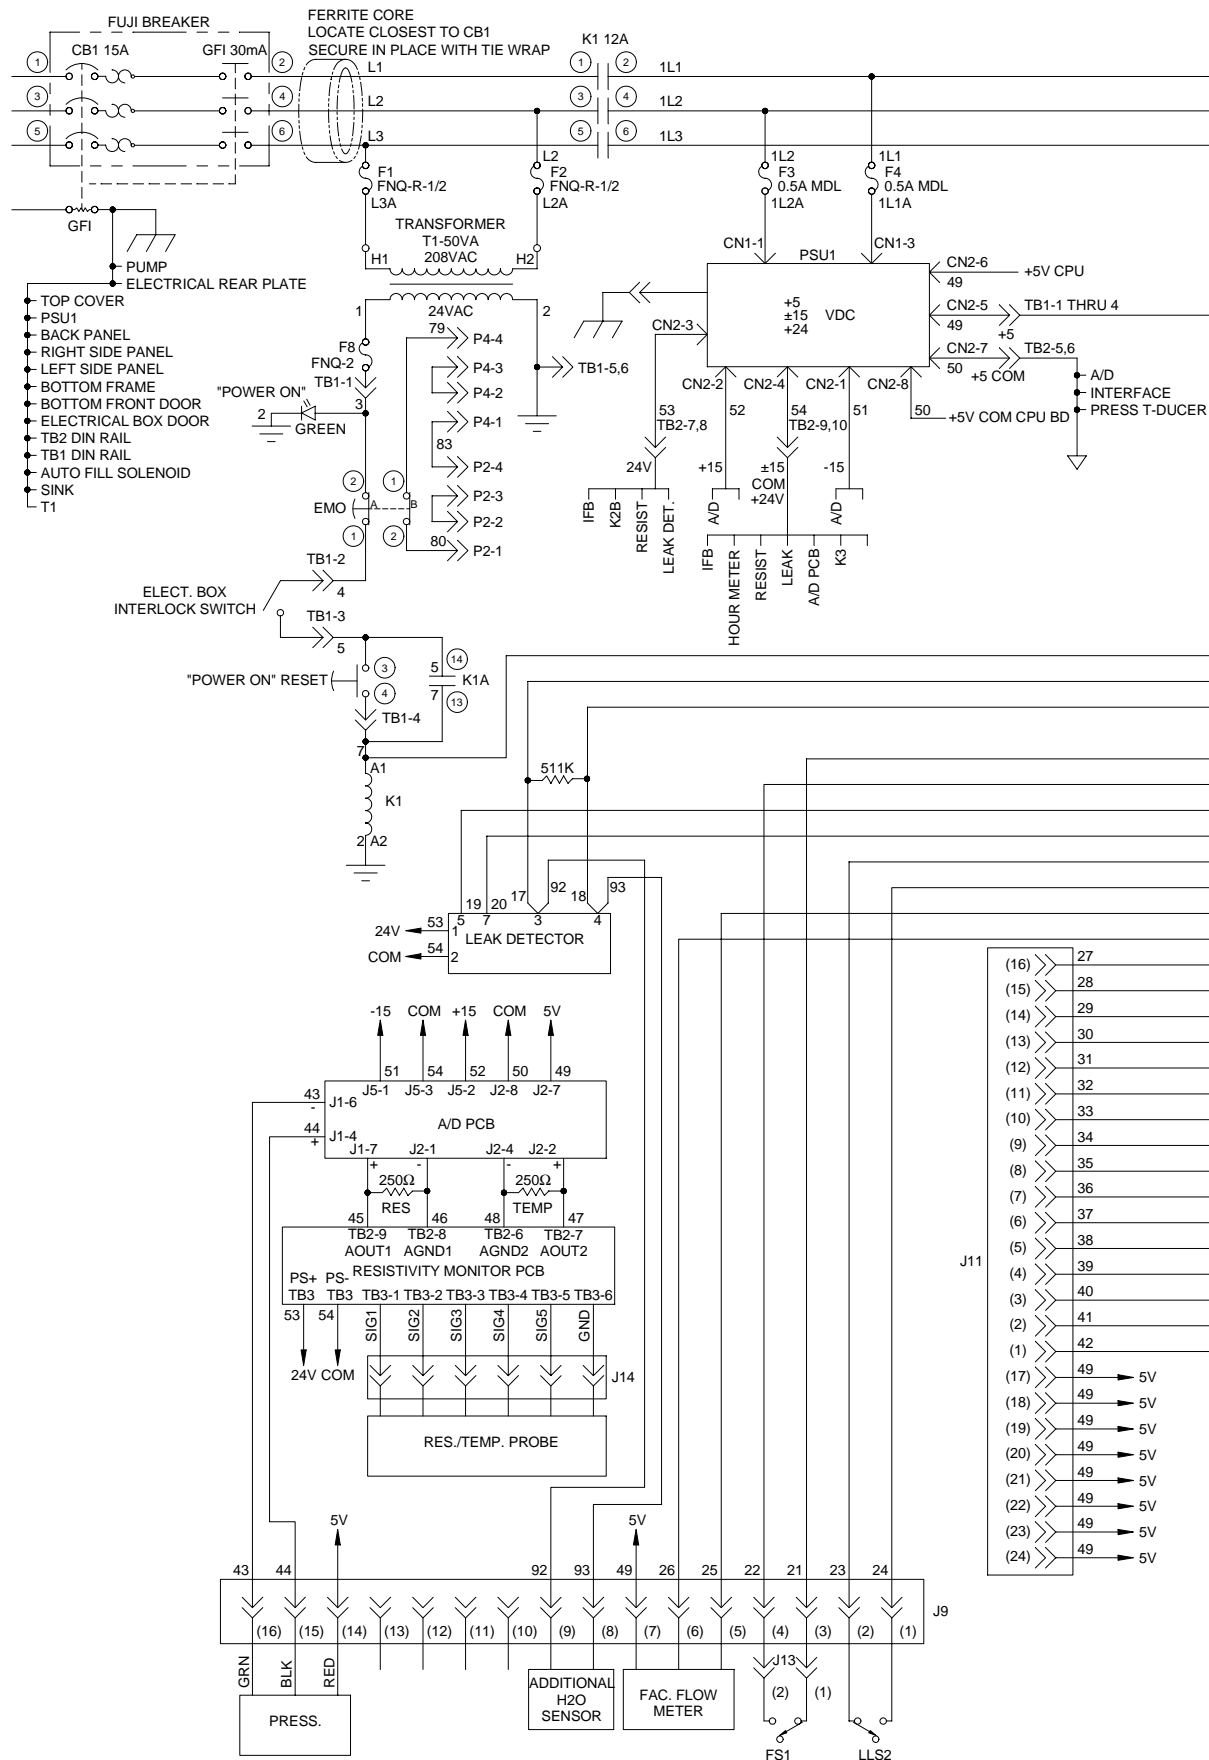 FUJI BREAKER
FERRITE CORE
LOCATE CLOSEST TO CB1
SECURE IN PLACE WITH TIE WRAP
CB1 15A
GFI 30mA
K1 12A
1 2 L1 1 2 1L1
3 4 L2 3 4 1L2
5 6 L3 5 6 1L3
L2 1L2 1L1
F1 F2 F3 F4
FNQ-R-1/2 FNQ-R-1/2 0.5A MDL 0.5A MDL
L3A L2A 1L2A 1L1A
GFI
TRANSFORMER
T1-50VA
208VAC
H1 H2
24VAC
1 2
CN1-1 CN1-3
PSU1
+5
±15 VDC
+24
CN2-6
49
+5V CPU
CN2-5
49
TB1-1 THRU 4
+5
CN2-7
50
TB2-5,6
+5 COM
A/D
INTERFACE
PRESS T-DUCER
CN2-3
CN2-2 CN2-4 CN2-1 CN2-8
50
+5V COM CPU BD
PUMP
ELECTRICAL REAR PLATE
TOP COVER
PSU1
BACK PANEL
RIGHT SIDE PANEL
LEFT SIDE PANEL
BOTTOM FRAME
BOTTOM FRONT DOOR
ELECTRICAL BOX DOOR
TB2 DIN RAIL
TB1 DIN RAIL
AUTO FILL SOLENOID
SINK
T1
F8
FNQ-2
TB1-1
3
"POWER ON"
2
GREEN
79
P4-4
P4-3
P4-2
P4-1
83
P2-4
P2-3
P2-2
80
P2-1
TB1-5,6
2 1
EMO
A B
1 2
53
TB2-7,8
24V
52
+15
54
TB2-9,10
±15
COM
+24V
51
-15
IFB
K2B
RESIST
LEAK DET.
A/D
A/D
IFB
HOUR METER
RESIST
LEAK
A/D PCB
K3
TB1-2
4
ELECT. BOX
INTERLOCK SWITCH
TB1-3
5
"POWER ON" RESET
3
4
5 14
K1A
7 13
TB1-4
7
A1
K1
2 A2
511K
17 92 18 93
19 20
5 7 3 4
24V 53 1
COM 54 2
LEAK DETECTOR
-15 COM +15 COM 5V
51 54 52 50 49
J5-1 J5-3 J5-2 J2-8 J2-7
43
-
J1-6
44
+
J1-4
A/D PCB
J1-7 J2-1 J2-4 J2-2
+ - - +
250Ω 250Ω
RES TEMP
45 46 48 47
TB2-9 TB2-8 TB2-6 TB2-7
AOUT1 AGND1 AGND2 AOUT2
RESISTIVITY MONITOR PCB
PS+ PS-
TB3 TB3 TB3-1 TB3-2 TB3-3 TB3-4 TB3-5 TB3-6
53 54
SIG1 SIG2 SIG3 SIG4 SIG5 GND
24V COM
J14
RES./TEMP. PROBE
J11
(16) 27
(15) 28
(14) 29
(13) 30
(12) 31
(11) 32
(10) 33
(9) 34
(8) 35
(7) 36
(6) 37
(5) 38
(4) 39
(3) 40
(2) 41
(1) 42
(17) 49 5V
(18) 49 5V
(19) 49 5V
(20) 49 5V
(21) 49 5V
(22) 49 5V
(23) 49 5V
(24) 49 5V
5V 5V
43 44 92 93 49 26 25 22 21 23 24
J9
(16) (15) (14) (13) (12) (11) (10) (9) (8) (7) (6) (5) (4) (3) (2) (1)
GRN BLK RED
PRESS.
ADDITIONAL
H2O
SENSOR
FAC. FLOW
METER
J13
(2) (1)
FS1 LLS2